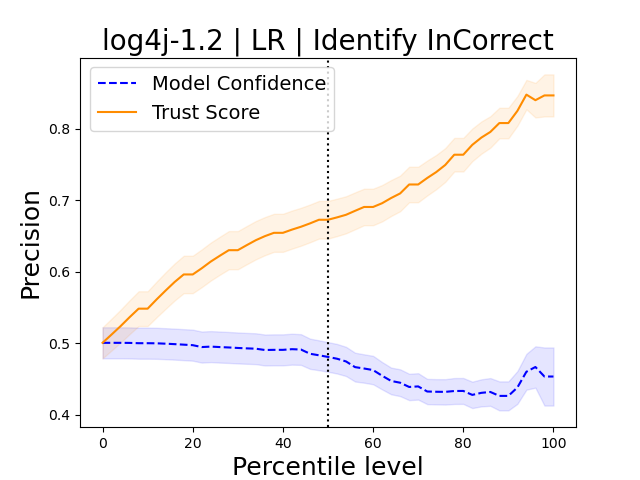 log4j-1.2 | LR | Identify InCorrect
Model Confidence
Trust Score
Precision
0.8
0.7
0.6
0.5
0.4
0 20 40 60 80 100
Percentile level